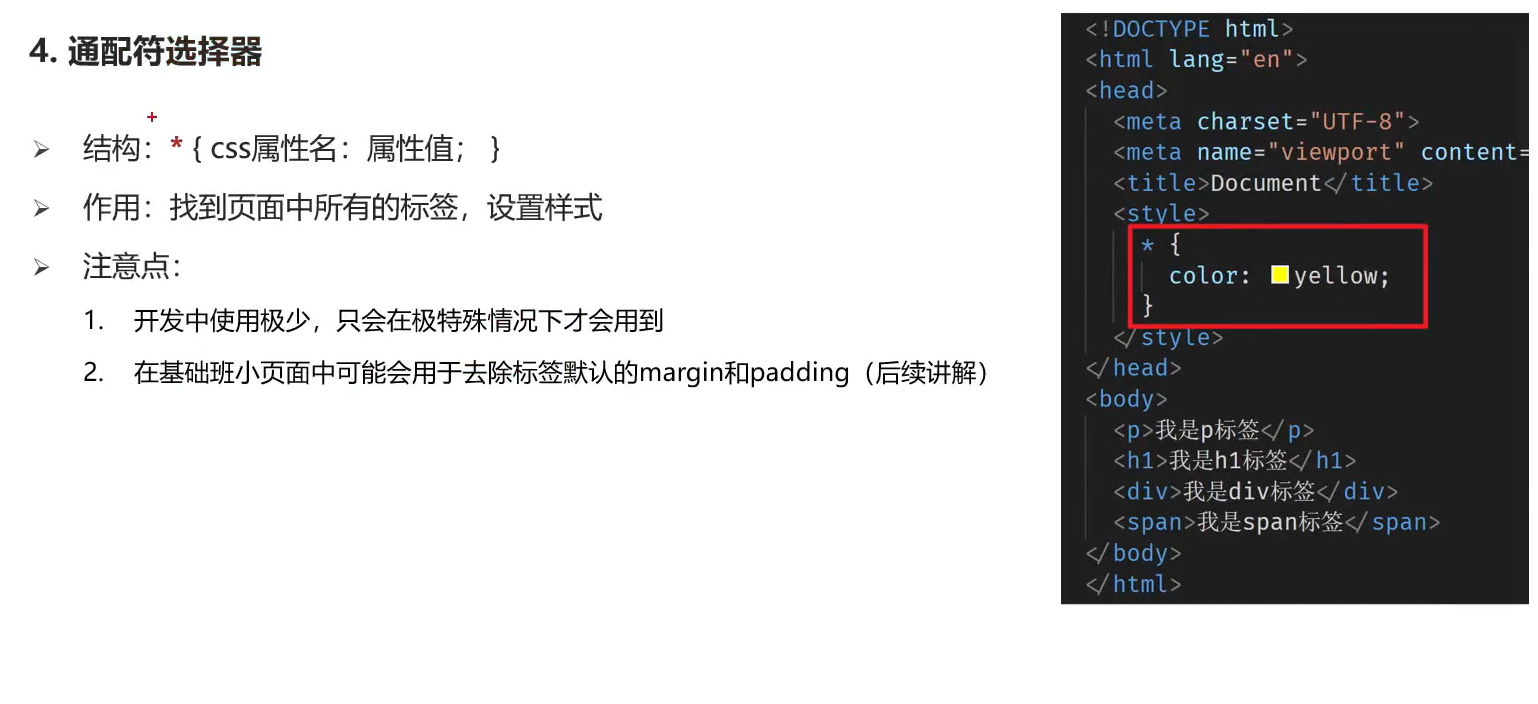 4. 通配符选择器
结构：* { css属性名：属性值； }
作用：找到页面中所有的标签，设置样式
注意点：
1. 开发中使用极少，只会在极特殊情况下才会用到
2. 在基础班小页面中可能会用于去除标签默认的margin和padding（后续讲解）
<!DOCTYPE html>
<html lang="en">
<head>
<meta charset="UTF-8">
<meta name="viewport" content=
<title>Document</title>
<style>
* {
color: yellow;
}
</style>
</head>
<body>
<p>我是p标签</p>
<h1>我是h1标签</h1>
<div>我是div标签</div>
<span>我是span标签</span>
</body>
</html>